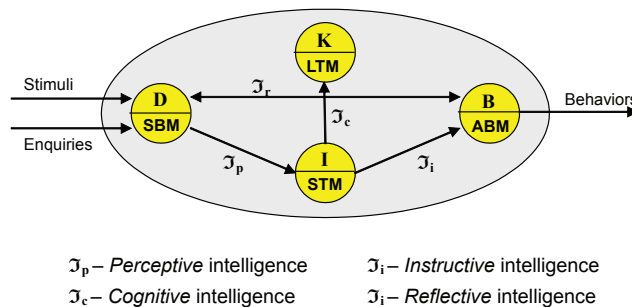 K
LTM
Stimuli
D
SBM
ℑr
B
ABM
Behaviors
ℑc
Enquiries
ℑp
I
STM
ℑi
ℑp – Perceptive intelligence
ℑi – Instructive intelligence
ℑc – Cognitive intelligence
ℑi – Reflective intelligence